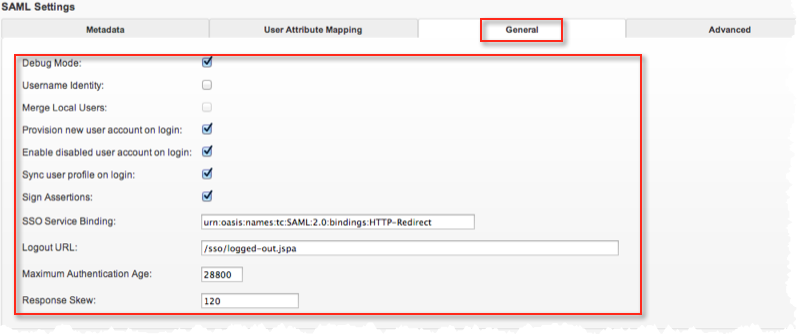 SAML Settings
Metadata User Attribute Mapping General Advanced
Debug Mode:
Username Identity:
Merge Local Users:
Provision new user account on login:
Enable disabled user account on login:
Sync user profile on login:
Sign Assertions:
SSO Service Binding: urn:oasis:names:tc:SAML:2.0:bindings:HTTP-Redirect
Logout URL: /sso/logged-out.jspa
Maximum Authentication Age: 28800
Response Skew: 120